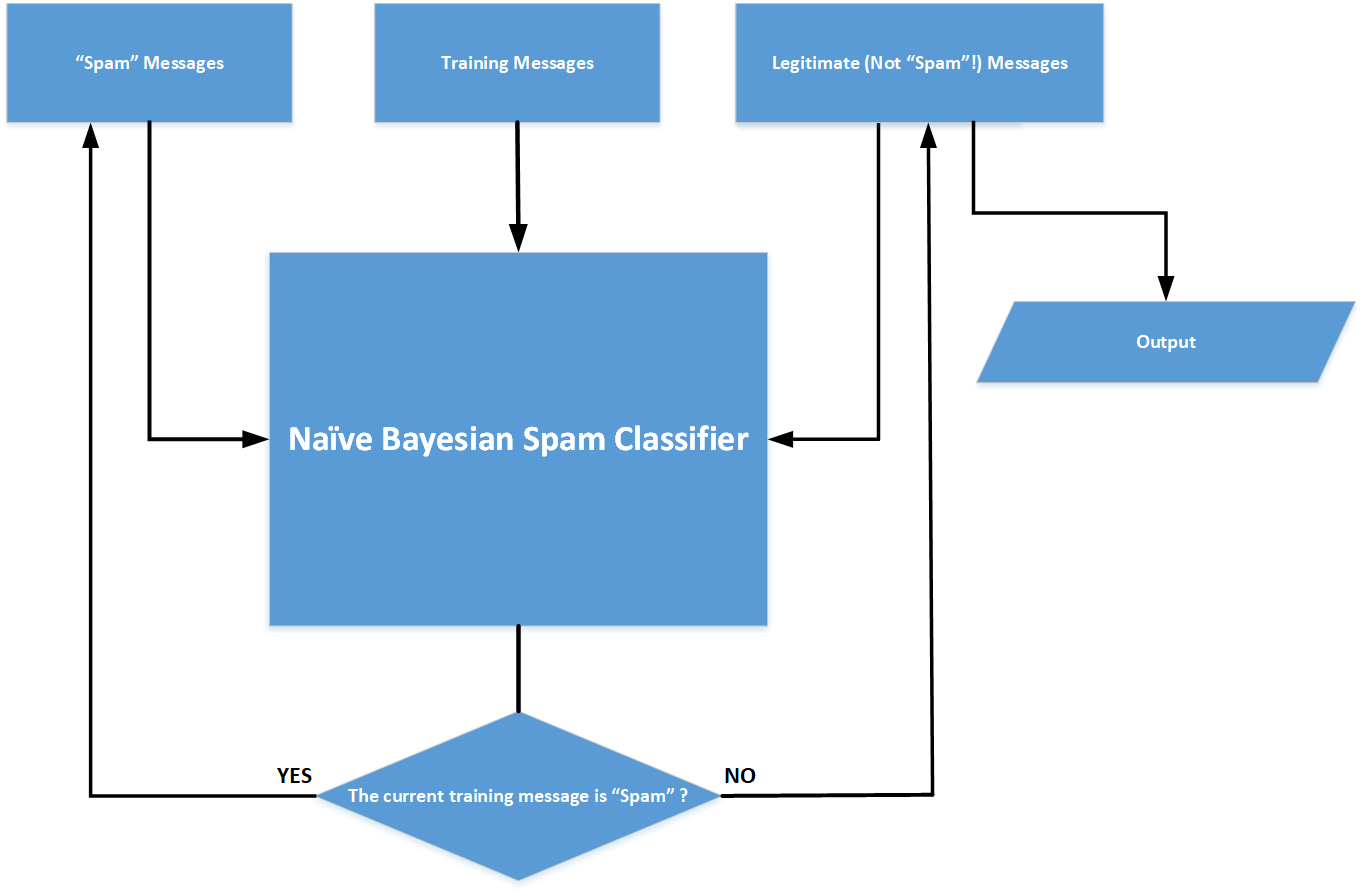 “Spam” Messages
Training Messages
Legitimate (Not “Spam”!) Messages
Output
Naïve Bayesian Spam Classifier
YES
NO
The current training message is “Spam” ?